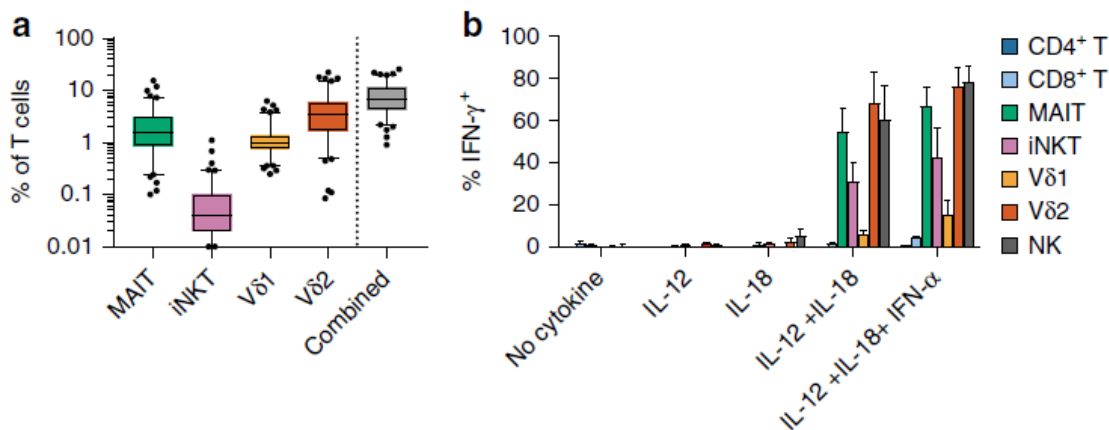 a
% of T cells
100
10
1
0.1
0.01
MAIT
iNKT
Vδ1
Vδ2
Combined
b
% IFN-γ⁺
100
80
60
40
20
0
No cytokine
IL-12
IL-18
IL-12 +IL-18
IL-12 +IL-18+ IFN-α
CD4⁺ T
CD8⁺ T
MAIT
iNKT
Vδ1
Vδ2
NK